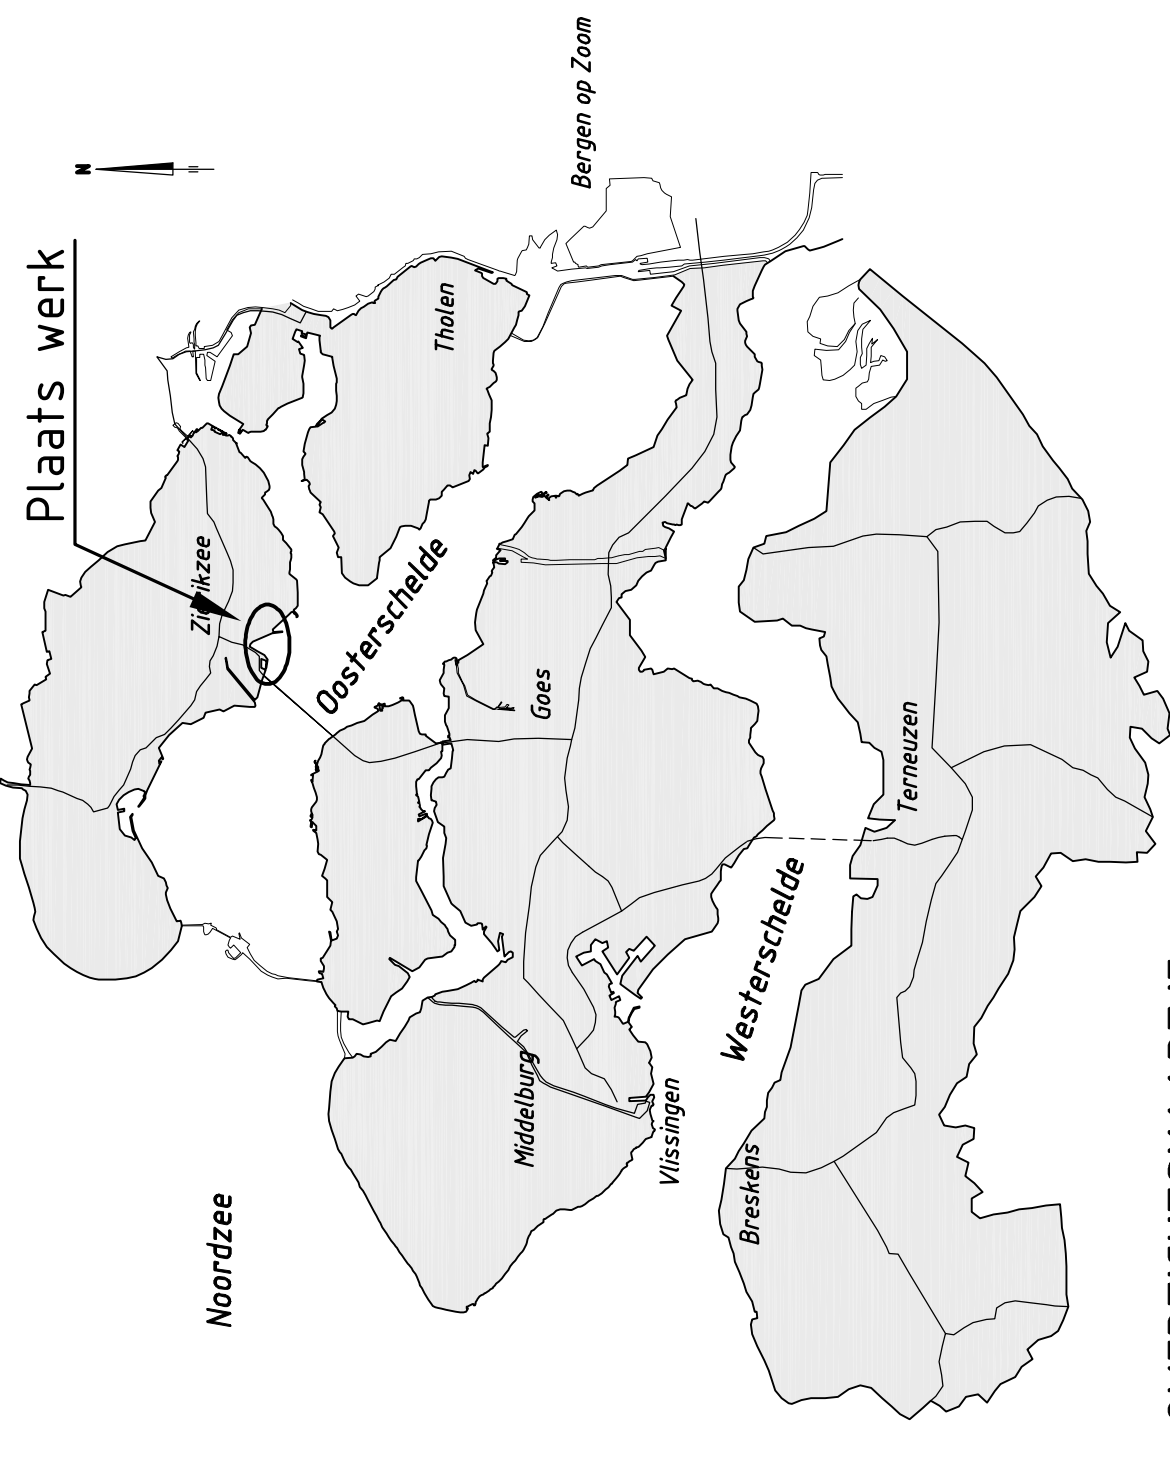 Plaats werk
N
Zierikzee
Noordzee
Oosterschelde
Tholen
Middelburg
Goes
Bergen op Zoom
Vlissingen
Breskens
Westerschelde
Terneuzen